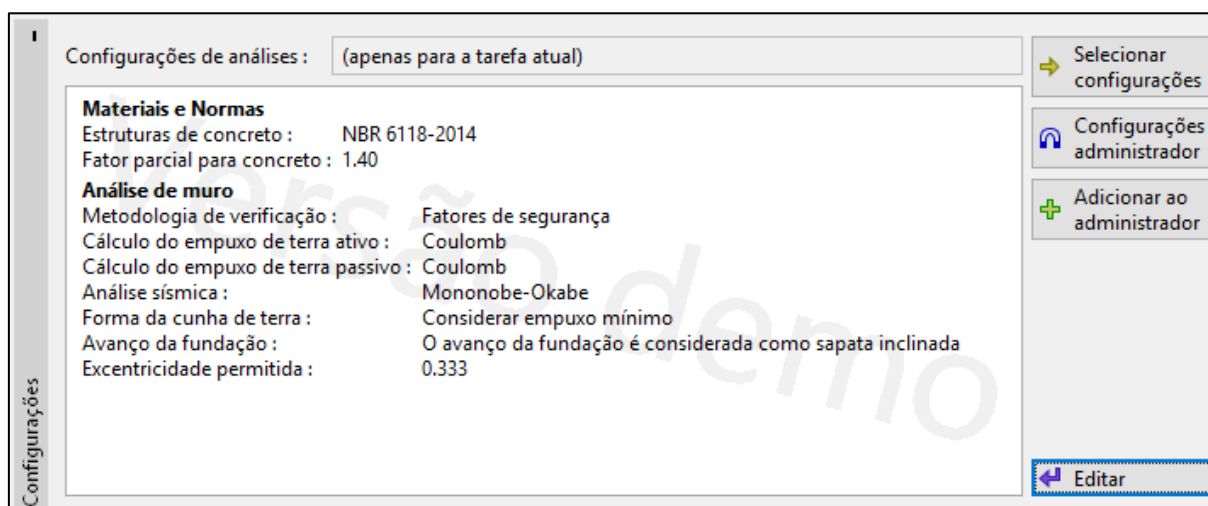 Configurações de análises : (apenas para a tarefa atual)
Selecionar configurações
Materiais e Normas
Estruturas de concreto : NBR 6118-2014
Fator parcial para concreto : 1.40
Configurações administrador
Análise de muro
Metodologia de verificação : Fatores de segurança
Cálculo do empuxo de terra ativo : Coulomb
Cálculo do empuxo de terra passivo : Coulomb
Análise sísmica : Mononobe-Okabe
Forma da cunha de terra : Considerar empuxo mínimo
Avanço da fundação : O avanço da fundação é considerada como sapata inclinada
Excentricidade permitida : 0.333
Adicionar ao administrador
Editar
Configurações
Versão demo